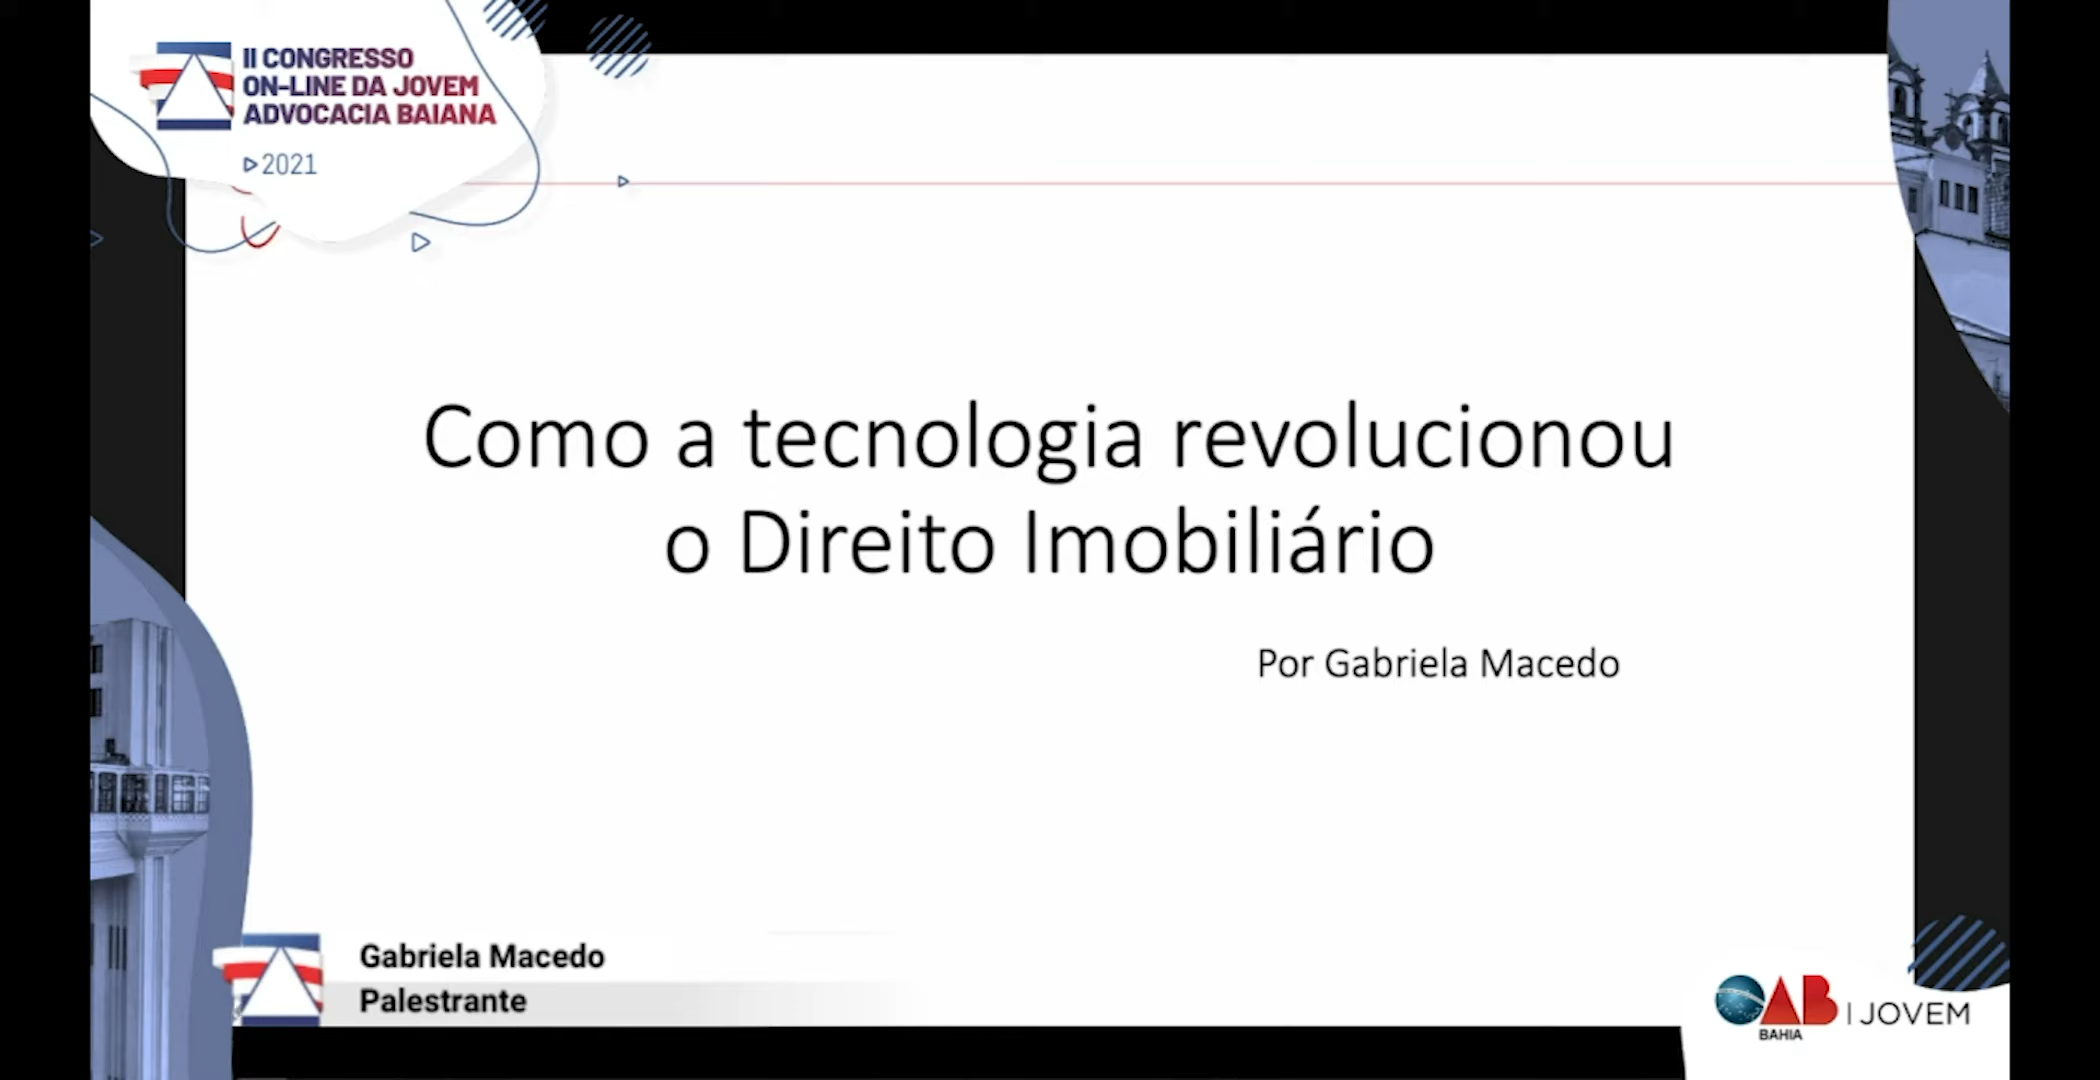 II CONGRESSO
ON-LINE DA JOVEM
ADVOCACIA BAIANA
2021
Como a tecnologia revolucionou
o Direito Imobiliário
Por Gabriela Macedo
Gabriela Macedo
Palestrante
OAB | JOVEM
BAHIA